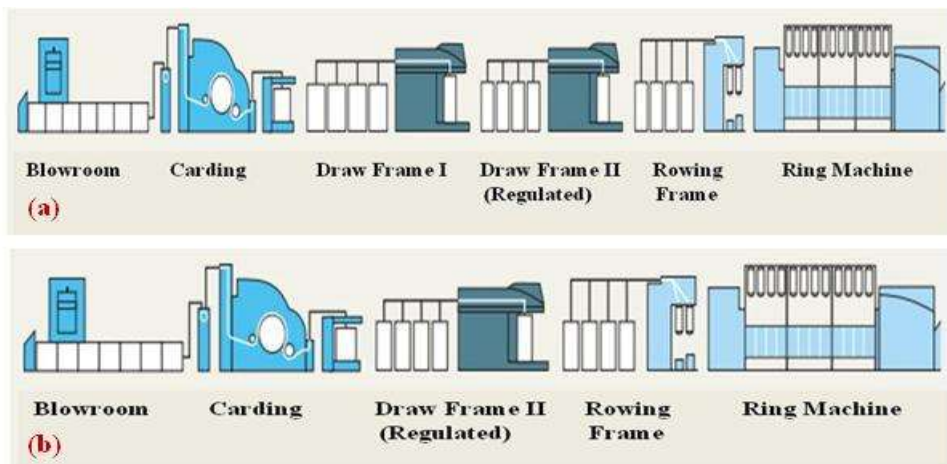 Blowroom Carding Draw Frame I Draw Frame II Rowing Ring Machine
(Regulated) Frame
(a)
Blowroom Carding Draw Frame II Rowing Ring Machine
(Regulated) Frame
(b)